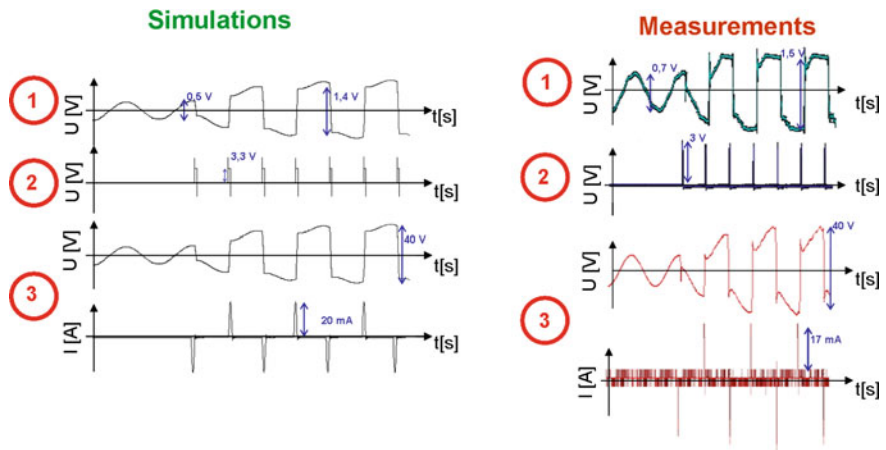 Simulations
1
U [V]
0,5 V
1,4 V
t[s]
2
U [V]
3,3 V
t[s]
3
U [V]
40 V
t[s]
I [A]
20 mA
t[s]
Measurements
1
U [V]
0,7 V
1,5 V
t[s]
2
U [V]
3 V
t[s]
3
U [V]
40 V
t[s]
I [A]
17 mA
t[s]